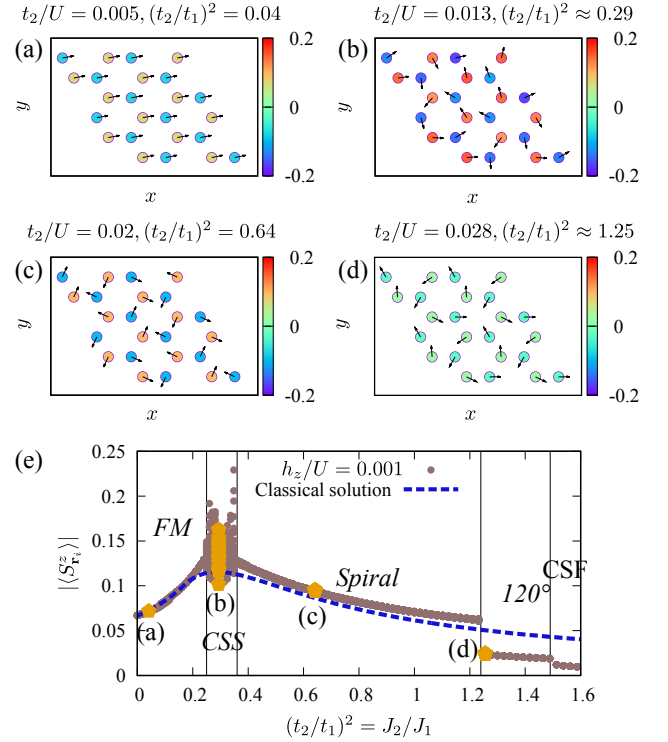 (a) t₂/U = 0.005, (t₂/t₁)² = 0.04
0.2
0
-0.2
y
x
(b) t₂/U = 0.013, (t₂/t₁)² ≈ 0.29
0.2
0
-0.2
y
x
(c) t₂/U = 0.02, (t₂/t₁)² = 0.64
0.2
0
-0.2
y
x
(d) t₂/U = 0.028, (t₂/t₁)² ≈ 1.25
0.2
0
-0.2
y
x
(e)
0.25
0.2
0.15
0.1
0.05
0
|⟨Sᶻ_{r_i}⟩|
h_z/U = 0.001
Classical solution
FM
CSS
Spiral
120°
CSF
(a)
(b)
(c)
(d)
0 0.2 0.4 0.6 0.8 1.0 1.2 1.4 1.6
(t₂/t₁)² = J₂/J₁